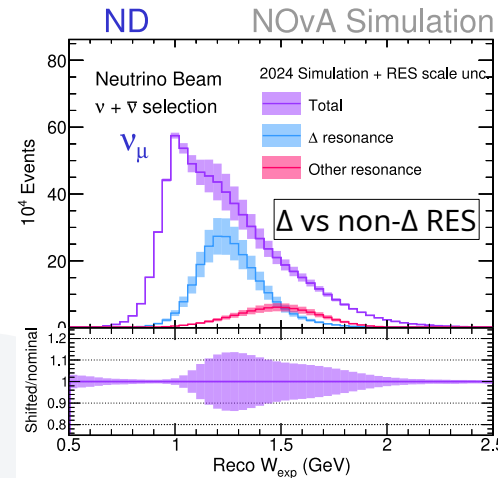 ND NOvA Simulation
Neutrino Beam
ν + ν̄ selection
νμ
2024 Simulation + RES scale unc.
Total
Δ resonance
Other resonance
Δ vs non-Δ RES
10⁴ Events
80
60
40
20
0
Shifted/nominal
1.2
1.1
1
0.9
0.8
0.5 1 1.5 2 2.5
Reco Wexp (GeV)